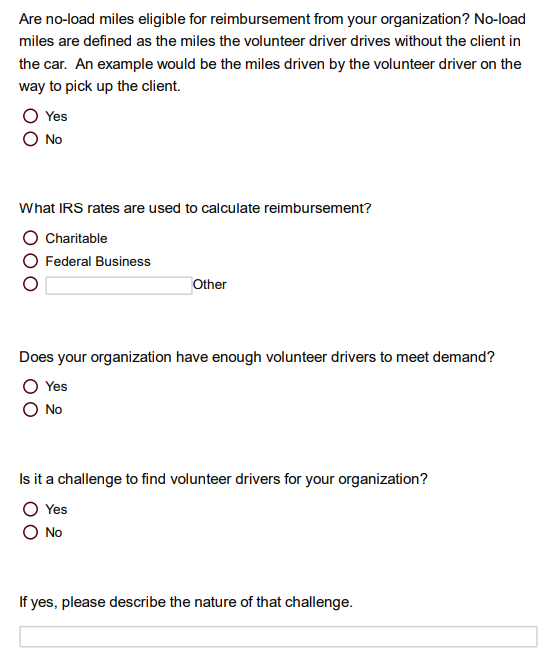 Are no-load miles eligible for reimbursement from your organization? No-load
miles are defined as the miles the volunteer driver drives without the client in
the car.  An example would be the miles driven by the volunteer driver on the
way to pick up the client.
Yes
No
What IRS rates are used to calculate reimbursement?
Charitable
Federal Business
Other
Does your organization have enough volunteer drivers to meet demand?
Yes
No
Is it a challenge to find volunteer drivers for your organization?
Yes
No
If yes, please describe the nature of that challenge.